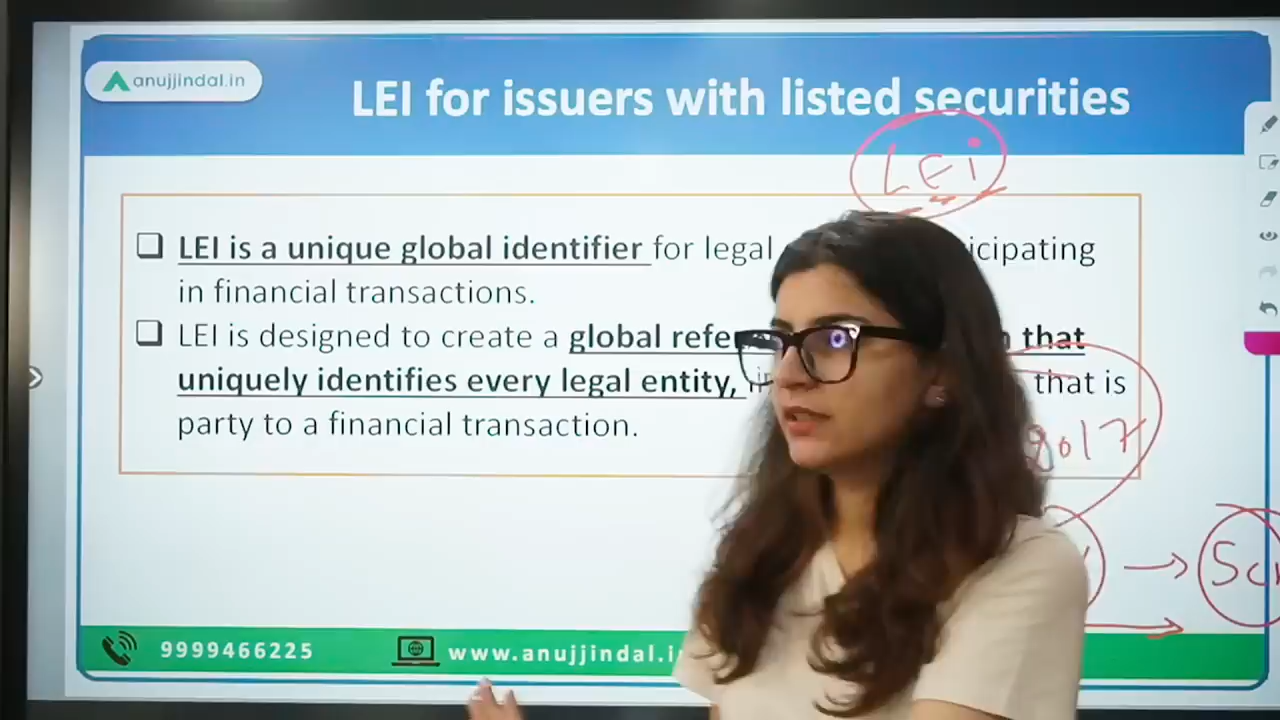 anujjindal.in
LEI for issuers with listed securities
LEi
LEI is a unique global identifier for legal
in financial transactions.
LEI is designed to create a global that
uniquely identifies every legal entity, that is
party to a financial transaction.
9999466225
www.anujjindal.i